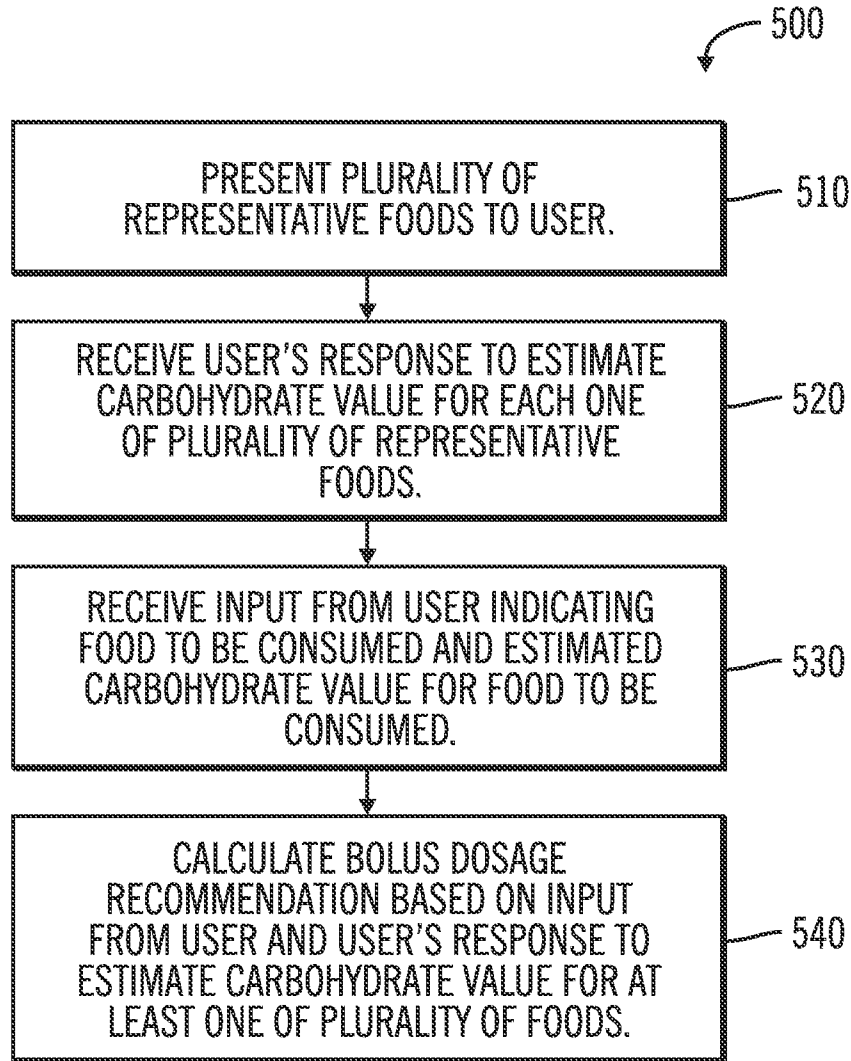 500
PRESENT PLURALITY OF
REPRESENTATIVE FOODS TO USER.
510
RECEIVE USER'S RESPONSE TO ESTIMATE
CARBOHYDRATE VALUE FOR EACH ONE
OF PLURALITY OF REPRESENTATIVE
FOODS.
520
RECEIVE INPUT FROM USER INDICATING
FOOD TO BE CONSUMED AND ESTIMATED
CARBOHYDRATE VALUE FOR FOOD TO BE
CONSUMED.
530
CALCULATE BOLUS DOSAGE
RECOMMENDATION BASED ON INPUT
FROM USER AND USER'S RESPONSE TO
ESTIMATE CARBOHYDRATE VALUE FOR AT
LEAST ONE OF PLURALITY OF FOODS.
540